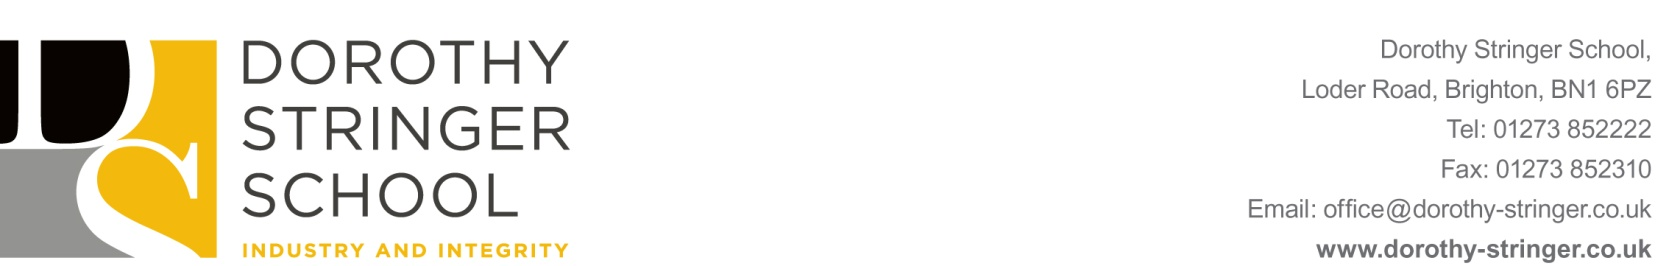 DS
DOROTHY
STRINGER
SCHOOL
INDUSTRY AND INTEGRITY
Dorothy Stringer School,
Loder Road, Brighton, BN1 6PZ
Tel: 01273 852222
Fax: 01273 852310
Email: office@dorothy-stringer.co.uk
www.dorothy-stringer.co.uk